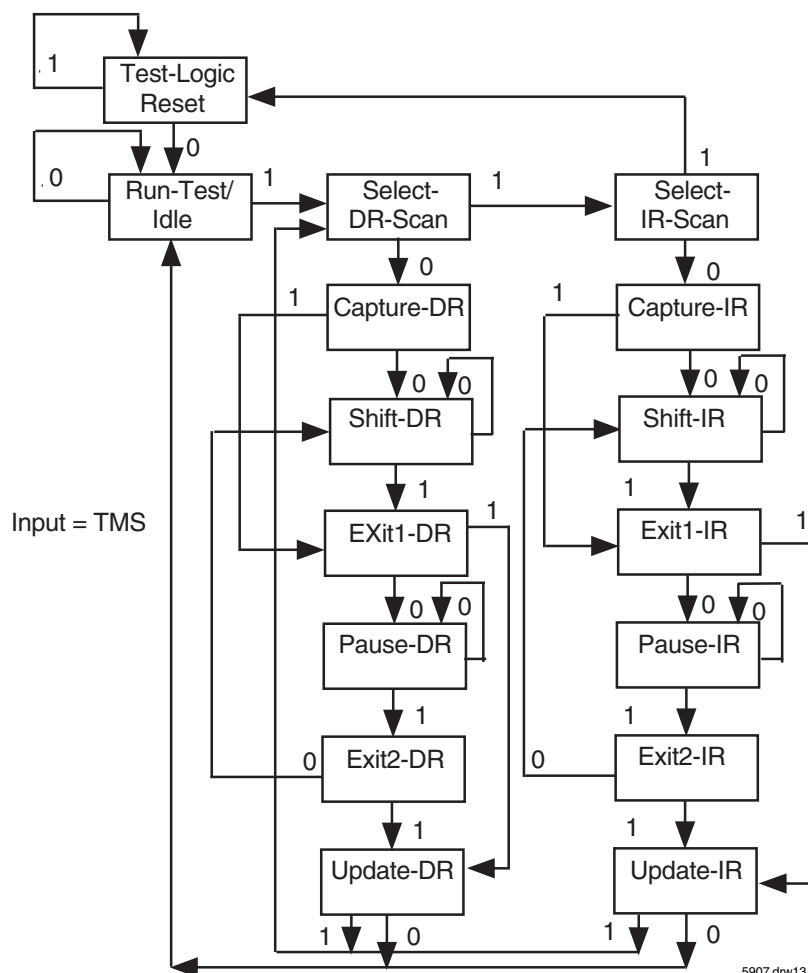 1
Test-Logic
Reset
0
1
0
Run-Test/
Idle
1
Select-
DR-Scan
1
Select-
IR-Scan
0
0
1
Capture-DR
1
Capture-IR
0
0
0
0
Shift-DR
Shift-IR
1
1
Input = TMS
EXit1-DR
1
Exit1-IR
1
0
0
0
0
Pause-DR
Pause-IR
1
1
0
Exit2-DR
0
Exit2-IR
1
1
Update-DR
Update-IR
1
0
1
0
5907 drw13